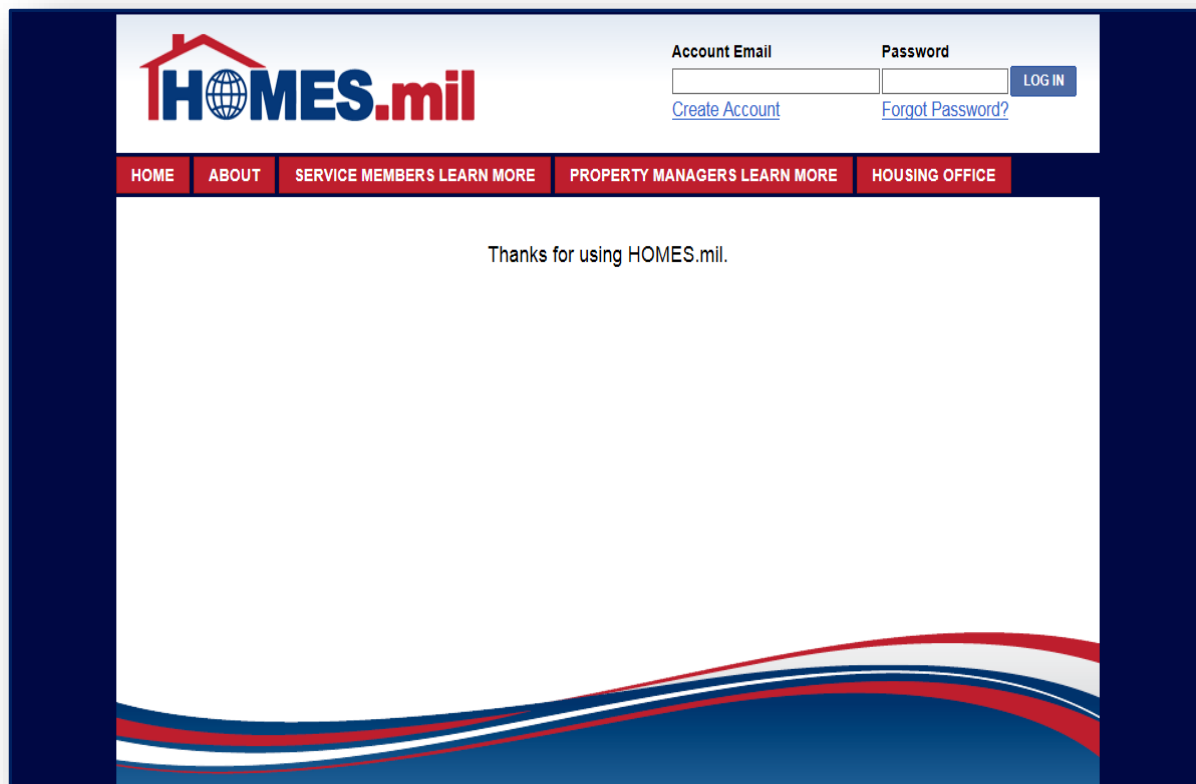 HOMES.mil
Account Email Password
LOG IN
Create Account Forgot Password?
HOME ABOUT SERVICE MEMBERS LEARN MORE PROPERTY MANAGERS LEARN MORE HOUSING OFFICE
Thanks for using HOMES.mil.